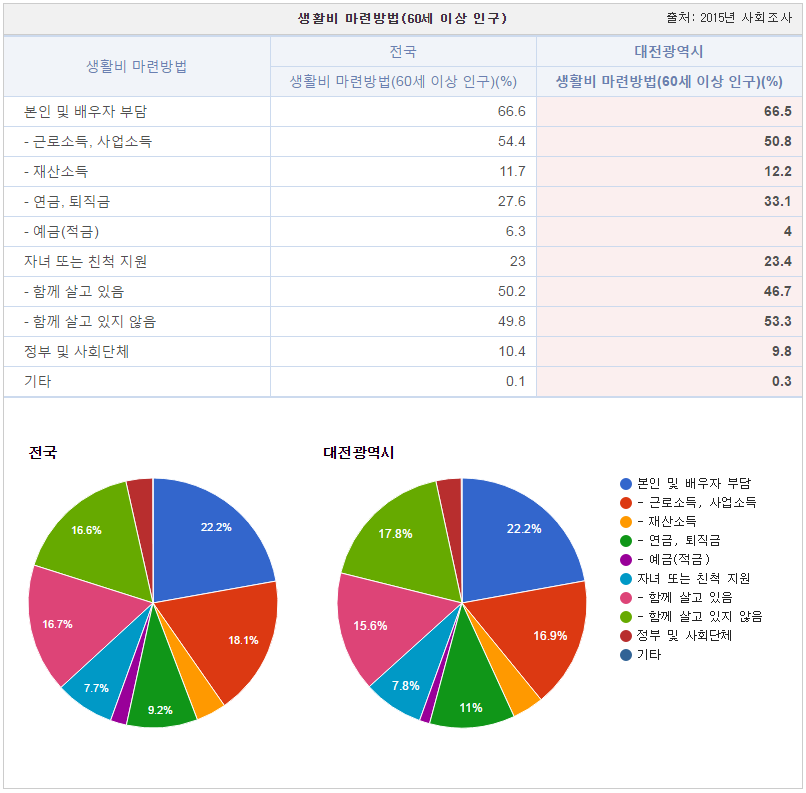 생활비 마련방법(60세 이상 인구)
출처: 2015년 사회조사
생활비 마련방법 전국 대전광역시
생활비 마련방법(60세 이상 인구)(%) 생활비 마련방법(60세 이상 인구)(%)
본인 및 배우자 부담 66.6 66.5
- 근로소득, 사업소득 54.4 50.8
- 재산소득 11.7 12.2
- 연금, 퇴직금 27.6 33.1
- 예금(적금) 6.3 4
자녀 또는 친척 지원 23 23.4
- 함께 살고 있음 50.2 46.7
- 함께 살고 있지 않음 49.8 53.3
정부 및 사회단체 10.4 9.8
기타 0.1 0.3
전국
22.2%
18.1%
9.2%
7.7%
16.7%
16.6%
대전광역시
22.2%
16.9%
11%
7.8%
15.6%
17.8%
본인 및 배우자 부담
- 근로소득, 사업소득
- 재산소득
- 연금, 퇴직금
- 예금(적금)
자녀 또는 친척 지원
- 함께 살고 있음
- 함께 살고 있지 않음
정부 및 사회단체
기타